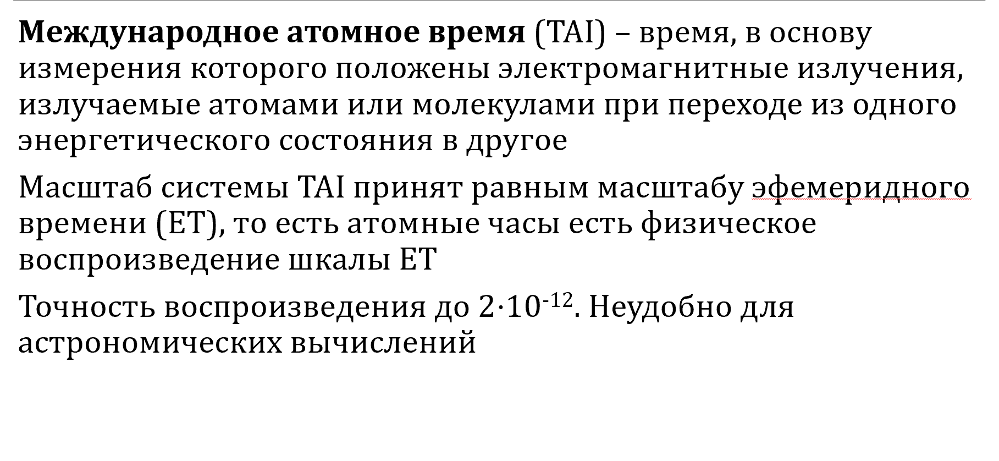 Международное атомное время (TAI) – время, в основу
измерения которого положены электромагнитные излучения,
излучаемые атомами или молекулами при переходе из одного
энергетического состояния в другое
Масштаб системы TAI принят равным масштабу эфемеридного
времени (ET), то есть атомные часы есть физическое
воспроизведение шкалы ET
Точность воспроизведения до 2·10⁻¹². Неудобно для
астрономических вычислений